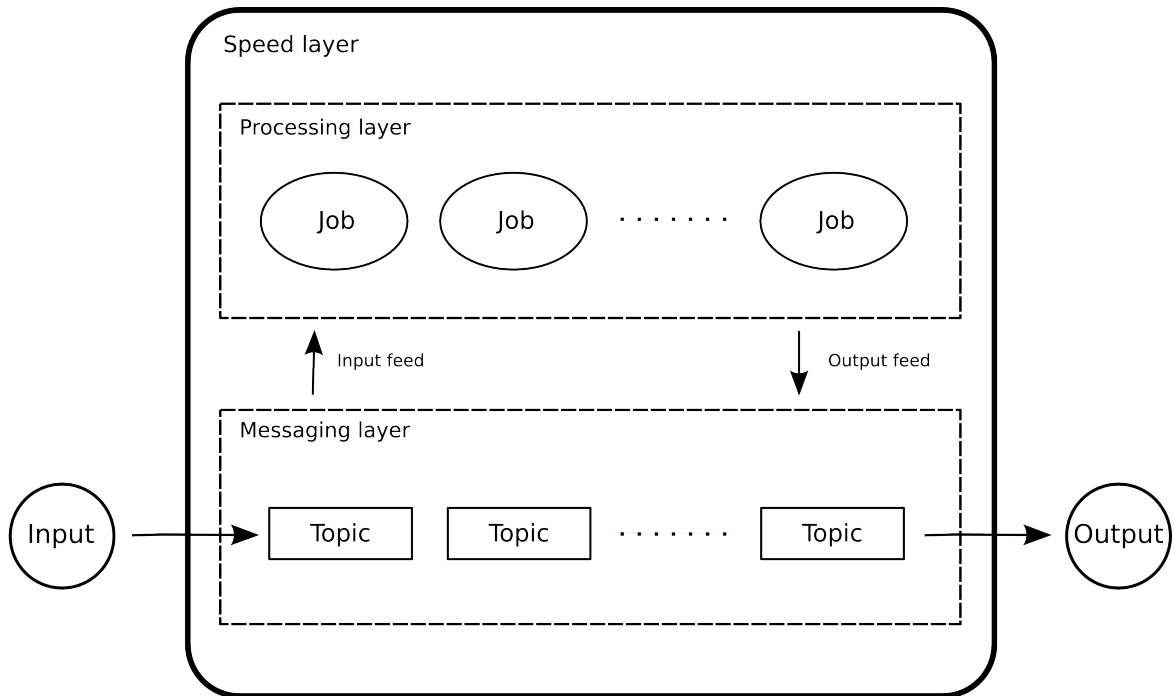 Speed layer
Processing layer
Job Job ....... Job
Input feed Output feed
Messaging layer
Input Topic Topic ....... Topic Output